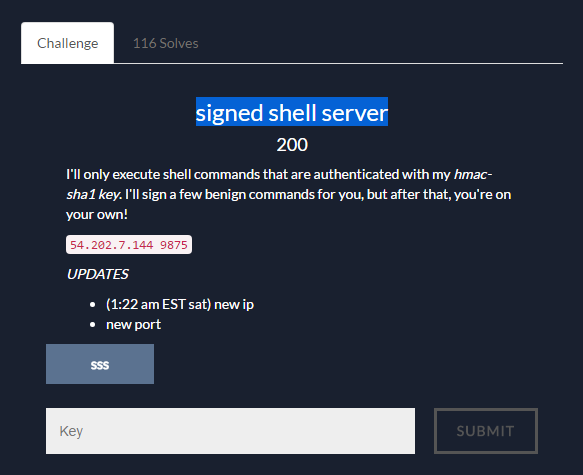 Challenge
116 Solves
signed shell server
200
I'll only execute shell commands that are authenticated with my hmac-
sha1 key. I'll sign a few benign commands for you, but after that, you're on
your own!
54.202.7.144 9875
UPDATES
• (1:22 am EST sat) new ip
• new port
sss
Key
SUBMIT